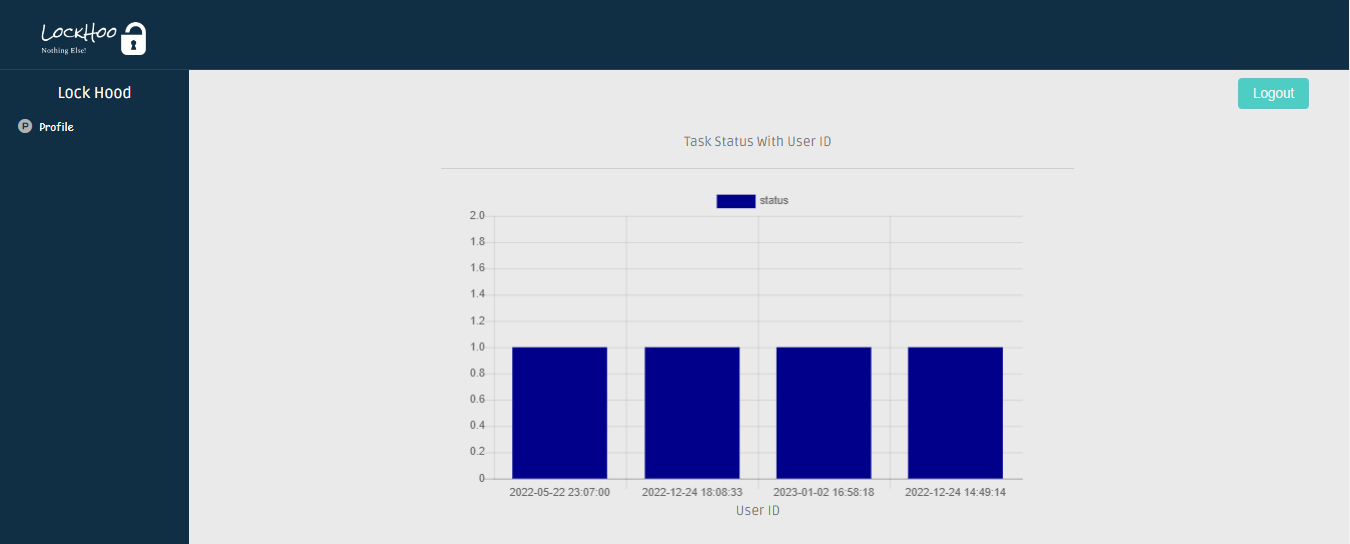 LockHoo
Nothing Else!
Lock Hood
P Profile
Logout
Task Status With User ID
status
2.0
1.8
1.6
1.4
1.2
1.0
0.8
0.6
0.4
0.2
0
2022-05-22 23:07:00 2022-12-24 18:08:33 2023-01-02 16:58:18 2022-12-24 14:49:14
User ID